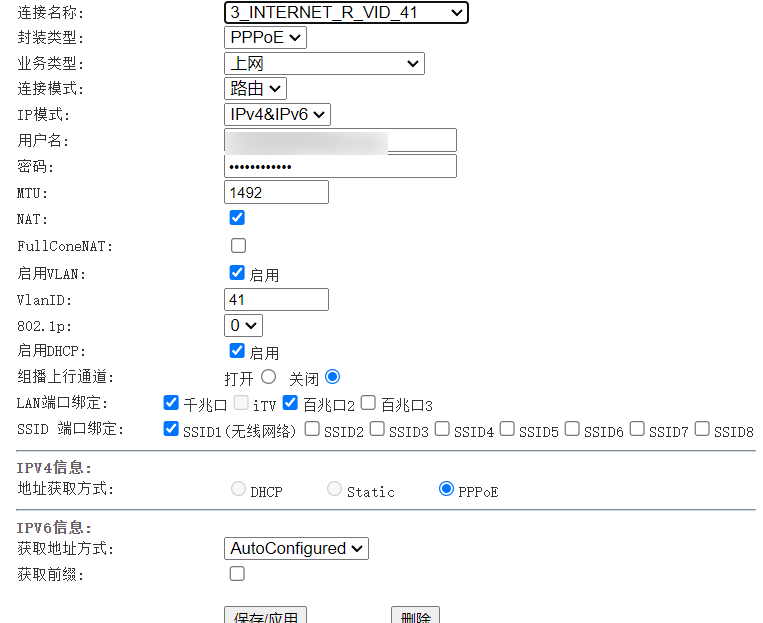 连接名称: 3_INTERNET_R_VID_41
封装类型: PPPoE
业务类型: 上网
连接模式: 路由
IP模式: IPv4&IPv6
用户名:
密码: ••••••••••••
MTU: 1492
NAT:
FullConeNAT:
启用VLAN: 启用
VlanID: 41
802.1p: 0
启用DHCP: 启用
组播上行通道: 打开 关闭
LAN端口绑定: 千兆口 iTV 百兆口2 百兆口3
SSID 端口绑定: SSID1(无线网络) SSID2 SSID3 SSID4 SSID5 SSID6 SSID7 SSID8
IPV4信息:
地址获取方式: DHCP Static PPPoE
IPV6信息:
获取地址方式: AutoConfigured
获取前缀:
保存/应用 删除